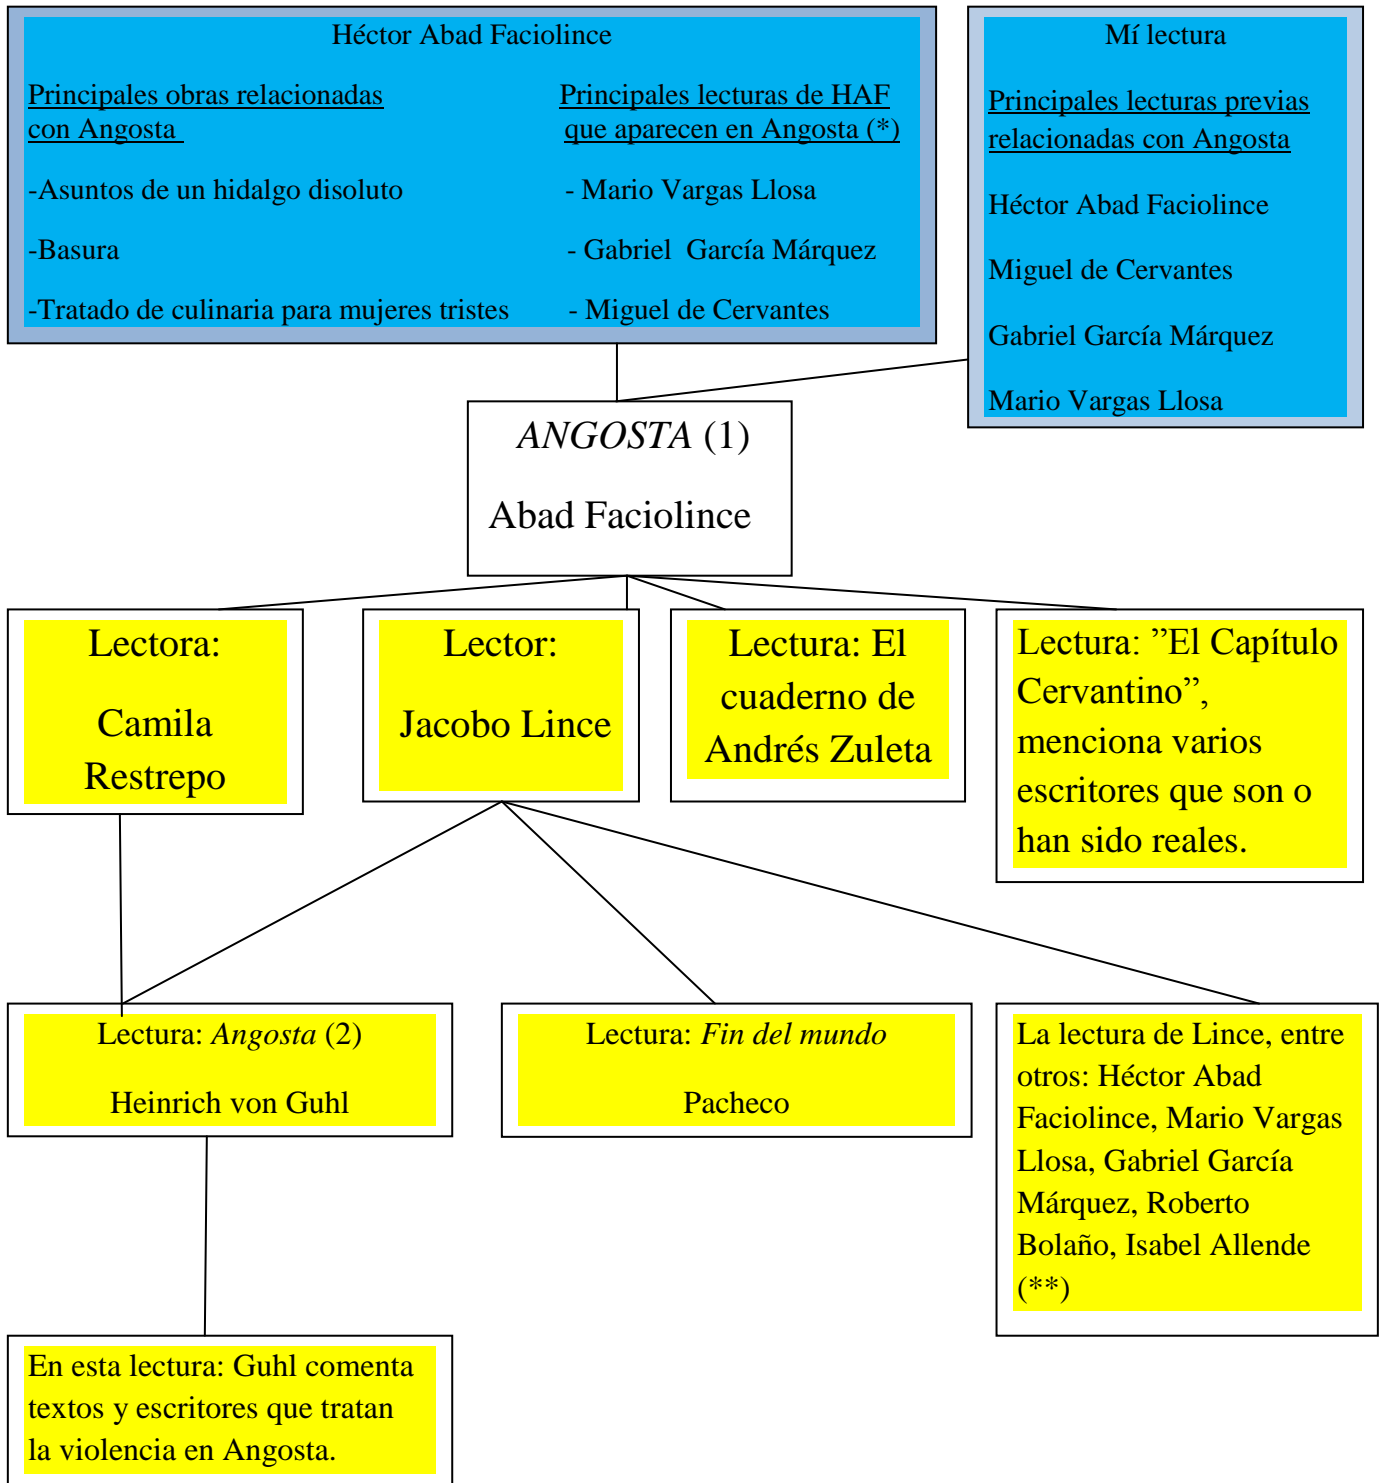 Héctor Abad Faciolince
Principales obras relacionadas
con Angosta
-Asuntos de un hidalgo disoluto
-Basura
-Tratado de culinaria para mujeres tristes
Principales lecturas de HAF
que aparecen en Angosta (*)
- Mario Vargas Llosa
- Gabriel García Márquez
- Miguel de Cervantes
Mí lectura
Principales lecturas previas
relacionadas con Angosta
Héctor Abad Faciolince
Miguel de Cervantes
Gabriel García Márquez
Mario Vargas Llosa
ANGOSTA (1)
Abad Faciolince
Lectora:
Camila
Restrepo
Lector:
Jacobo Lince
Lectura: El
cuaderno de
Andrés Zuleta
Lectura: ”El Capítulo
Cervantino”,
menciona varios
escritores que son o
han sido reales.
Lectura: Angosta (2)
Heinrich von Guhl
Lectura: Fin del mundo
Pacheco
La lectura de Lince, entre
otros: Héctor Abad
Faciolince, Mario Vargas
Llosa, Gabriel García
Márquez, Roberto
Bolaño, Isabel Allende
(**)
En esta lectura: Guhl comenta
textos y escritores que tratan
la violencia en Angosta.